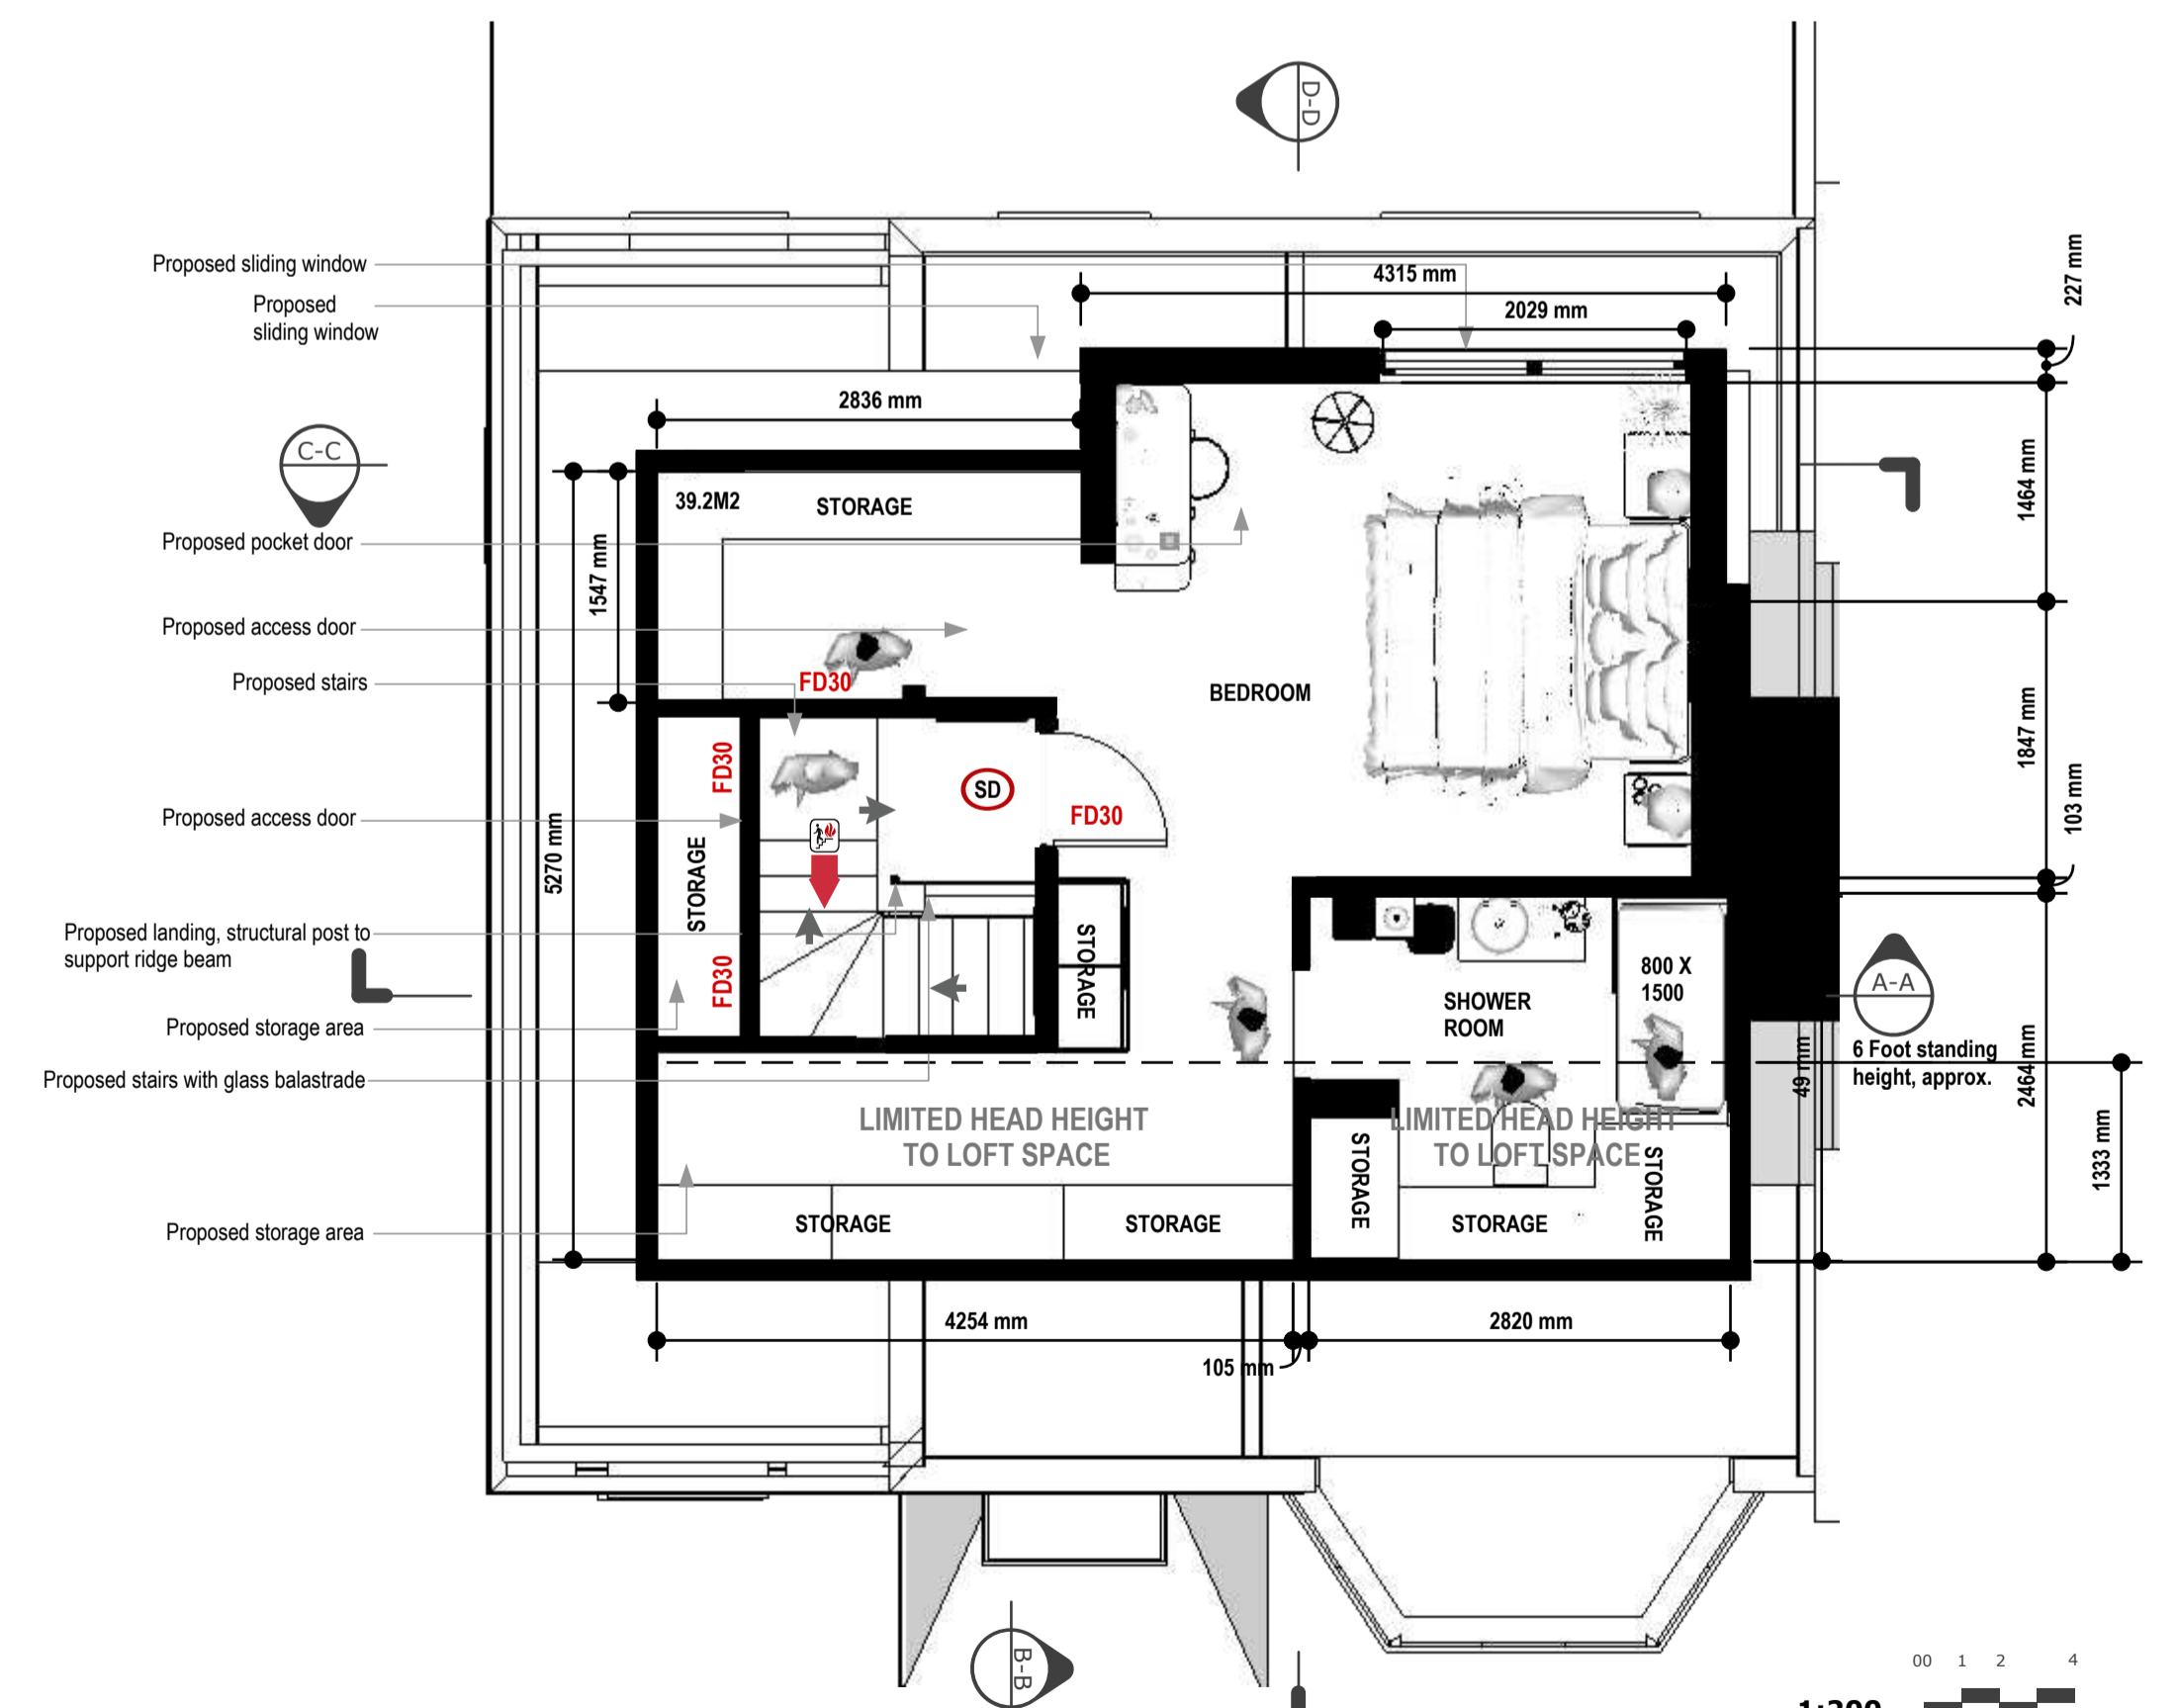 D-D
Proposed sliding window
4315 mm
227 mm
Proposed
sliding window
2029 mm
2836 mm
C-C
39.2M2
STORAGE
1464 mm
Proposed pocket door
1547 mm
Proposed access door
Proposed stairs
FD30
BEDROOM
1847 mm
FD30
SD
FD30
103 mm
Proposed access door
5270 mm
STORAGE
Proposed landing, structural post to
support ridge beam
FD30
STORAGE
800 X
1500
A-A
SHOWER
ROOM
Proposed storage area
6 Foot standing
height, approx.
49 mm
2464 mm
Proposed stairs with glass balastrade
LIMITED HEAD HEIGHT
TO LOFT SPACE
LIMITED HEAD HEIGHT
TO LOFT SPACE
1333 mm
STORAGE
STORAGE
Proposed storage area
STORAGE
STORAGE
STORAGE
4254 mm
2820 mm
105 mm
B-B
00 1 2 4